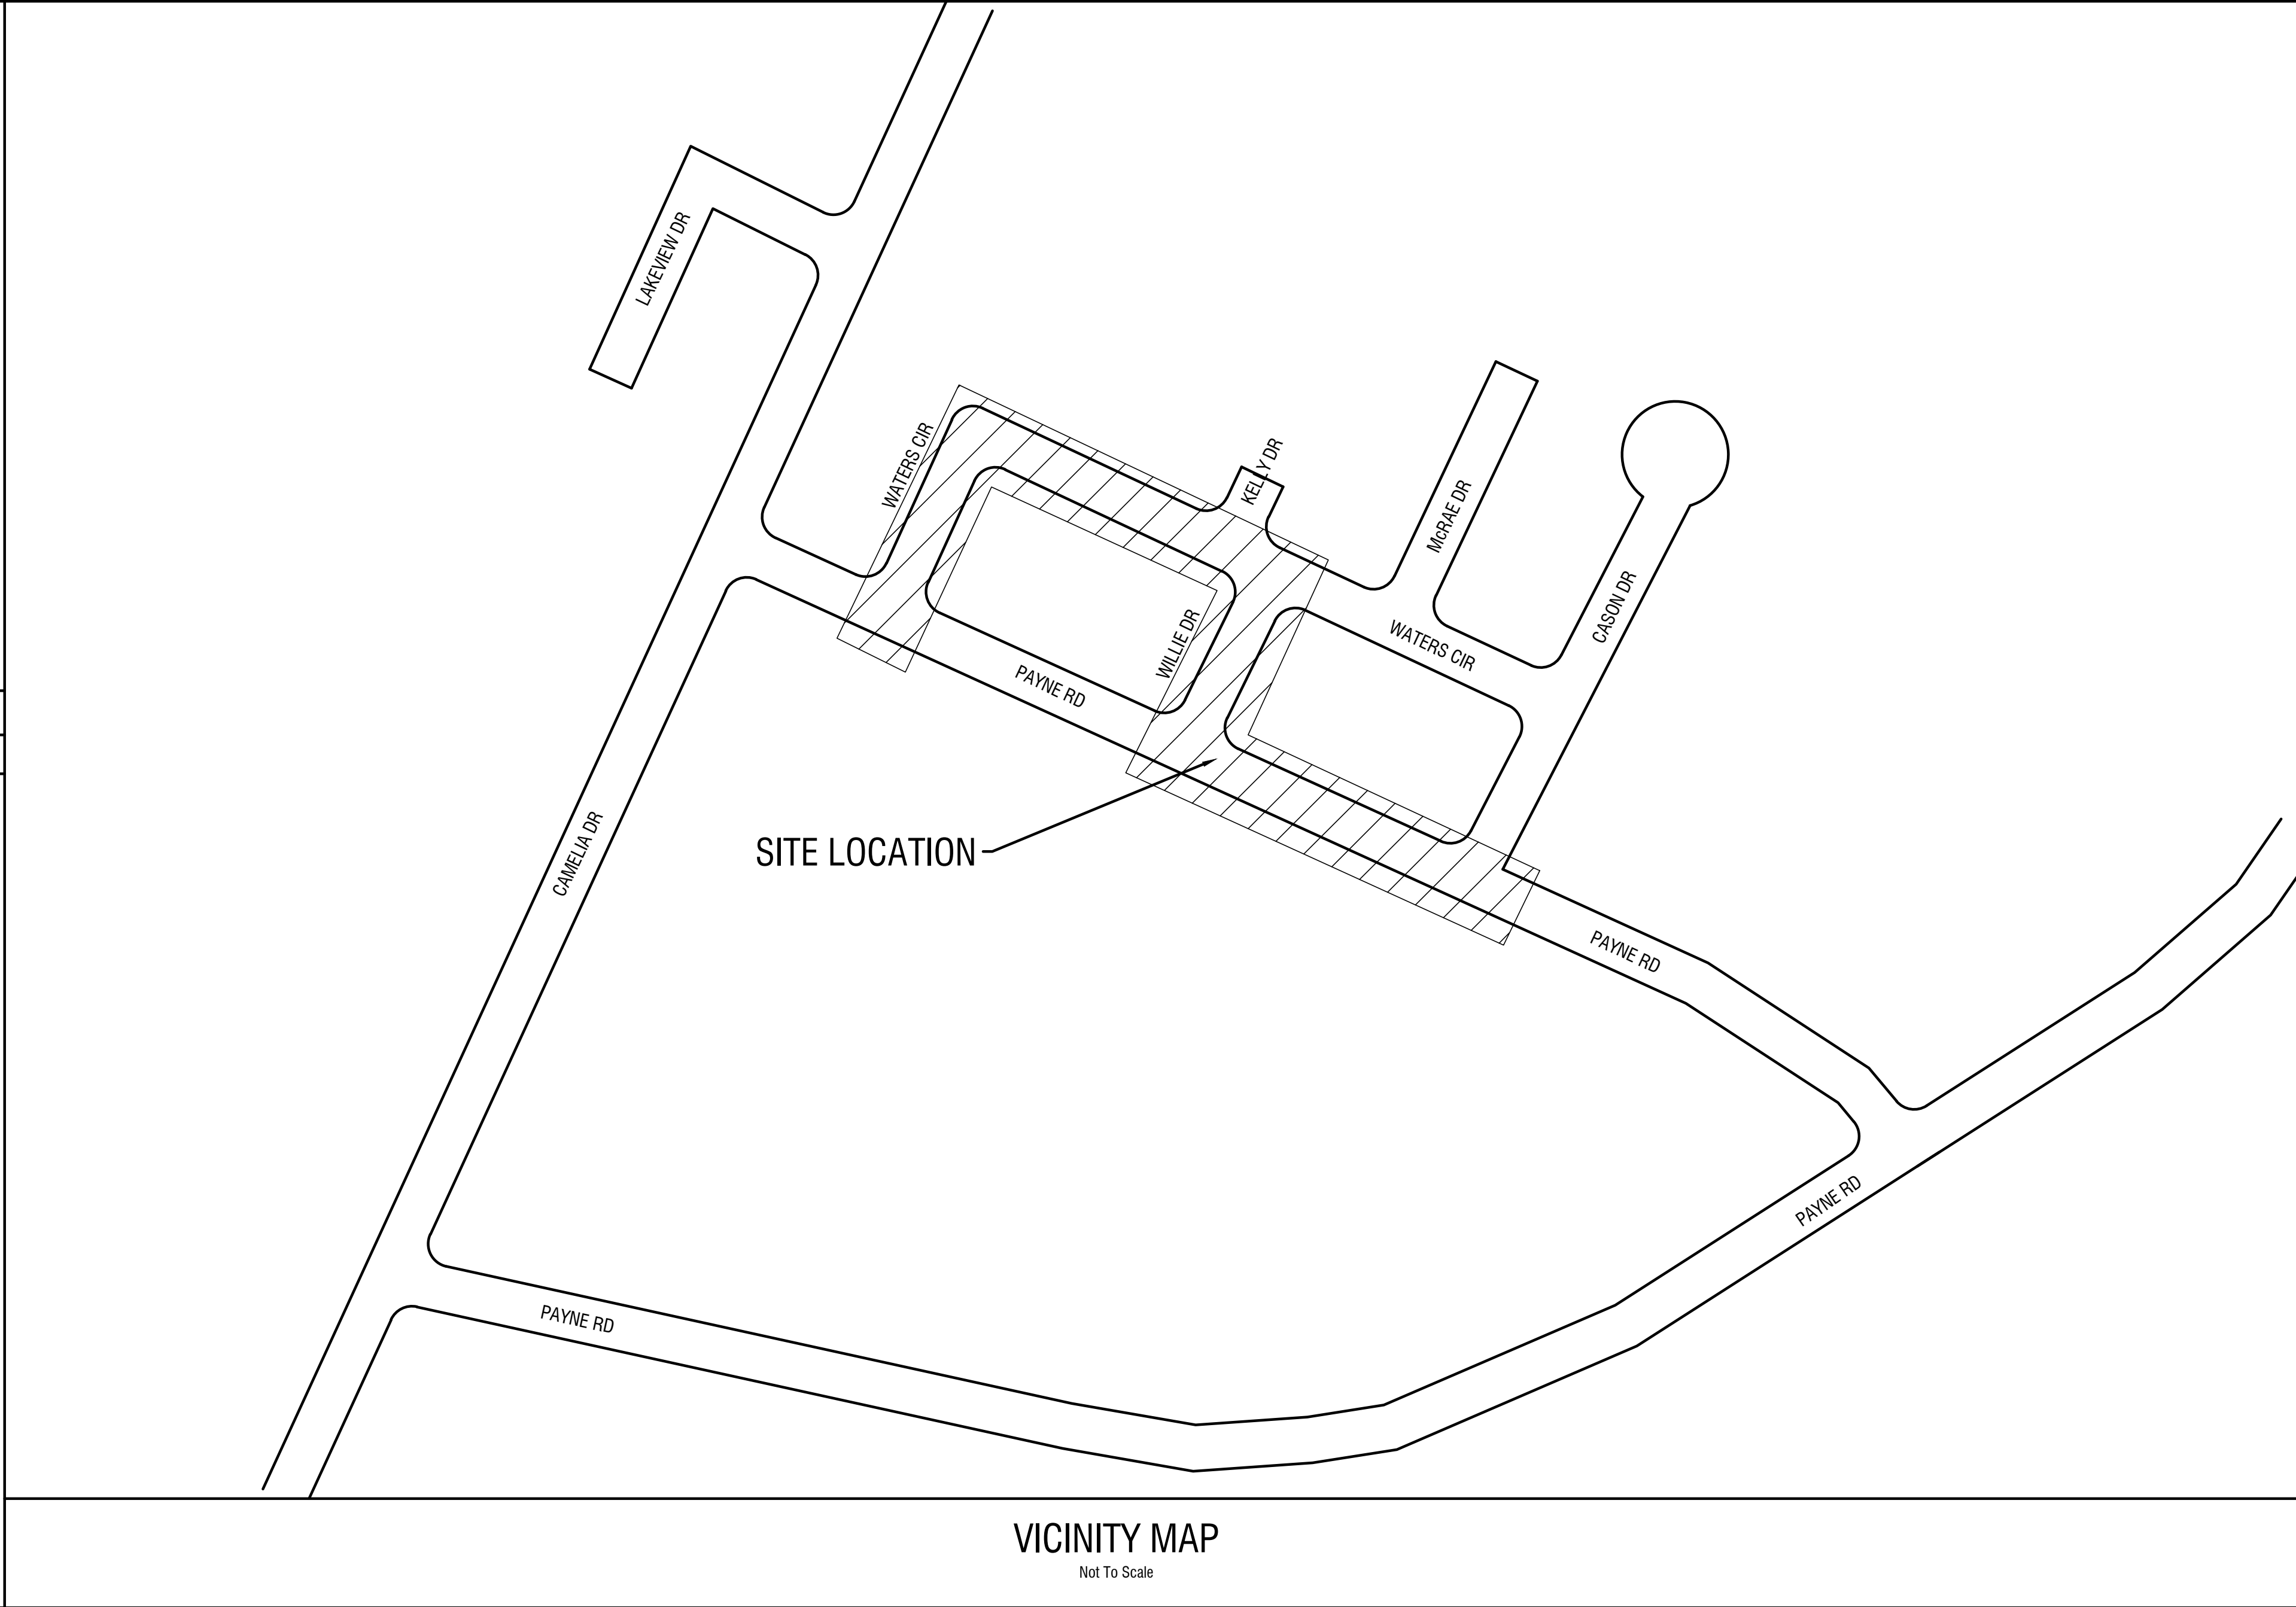 LAKEVIEW DR
WATERS CIR
KELLY DR
McRAE DR
CASON DR
WILLIE DR
WATERS CIR
PAYNE RD
CAMELIA DR
SITE LOCATION
PAYNE RD
PAYNE RD
PAYNE RD
VICINITY MAP
Not To Scale